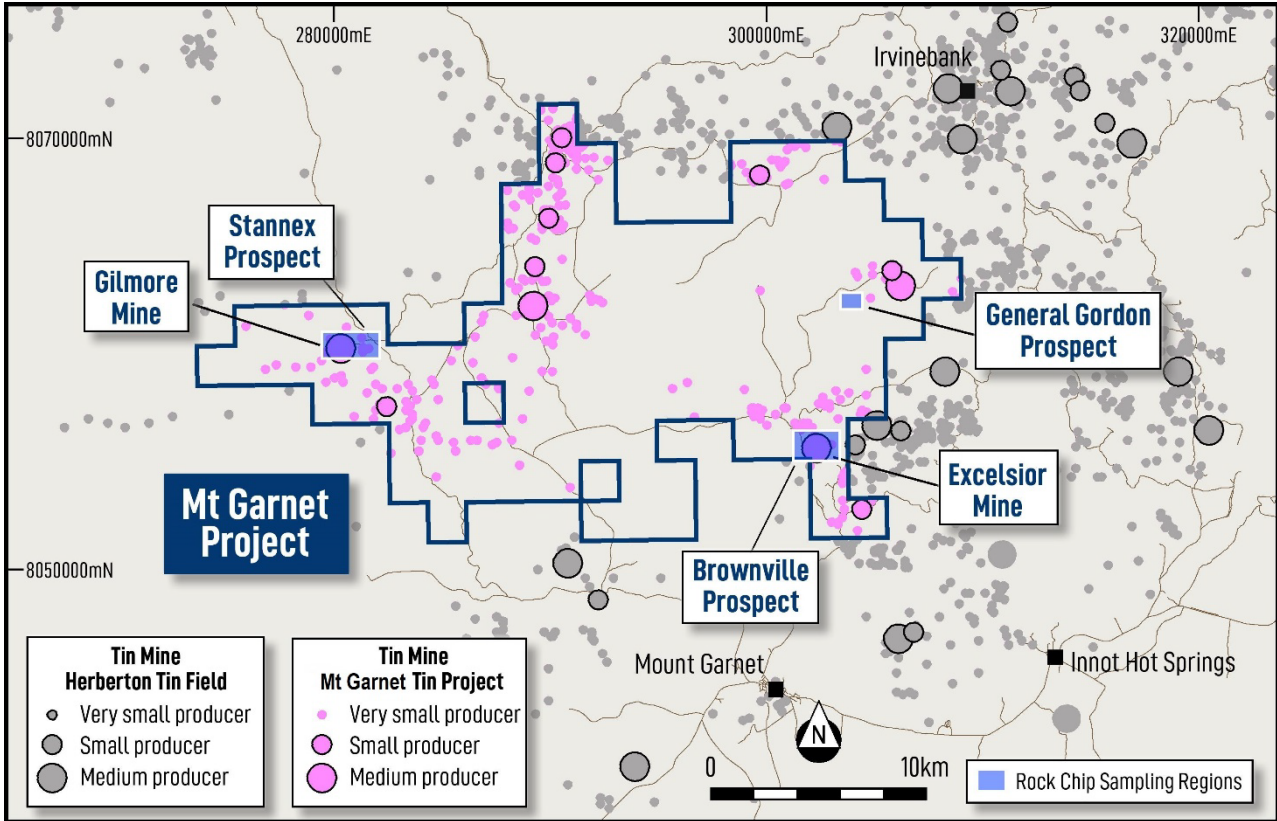 280000mE
300000mE
320000mE
Irvinebank
8070000mN
Stannex
Prospect
Gilmore
Mine
General Gordon
Prospect
Mt Garnet
Project
Excelsior
Mine
Brownville
Prospect
8050000mN
Tin Mine
Herberton Tin Field
Very small producer
Small producer
Medium producer
Tin Mine
Mt Garnet Tin Project
Very small producer
Small producer
Medium producer
Mount Garnet
Innot Hot Springs
N
0 10km
Rock Chip Sampling Regions